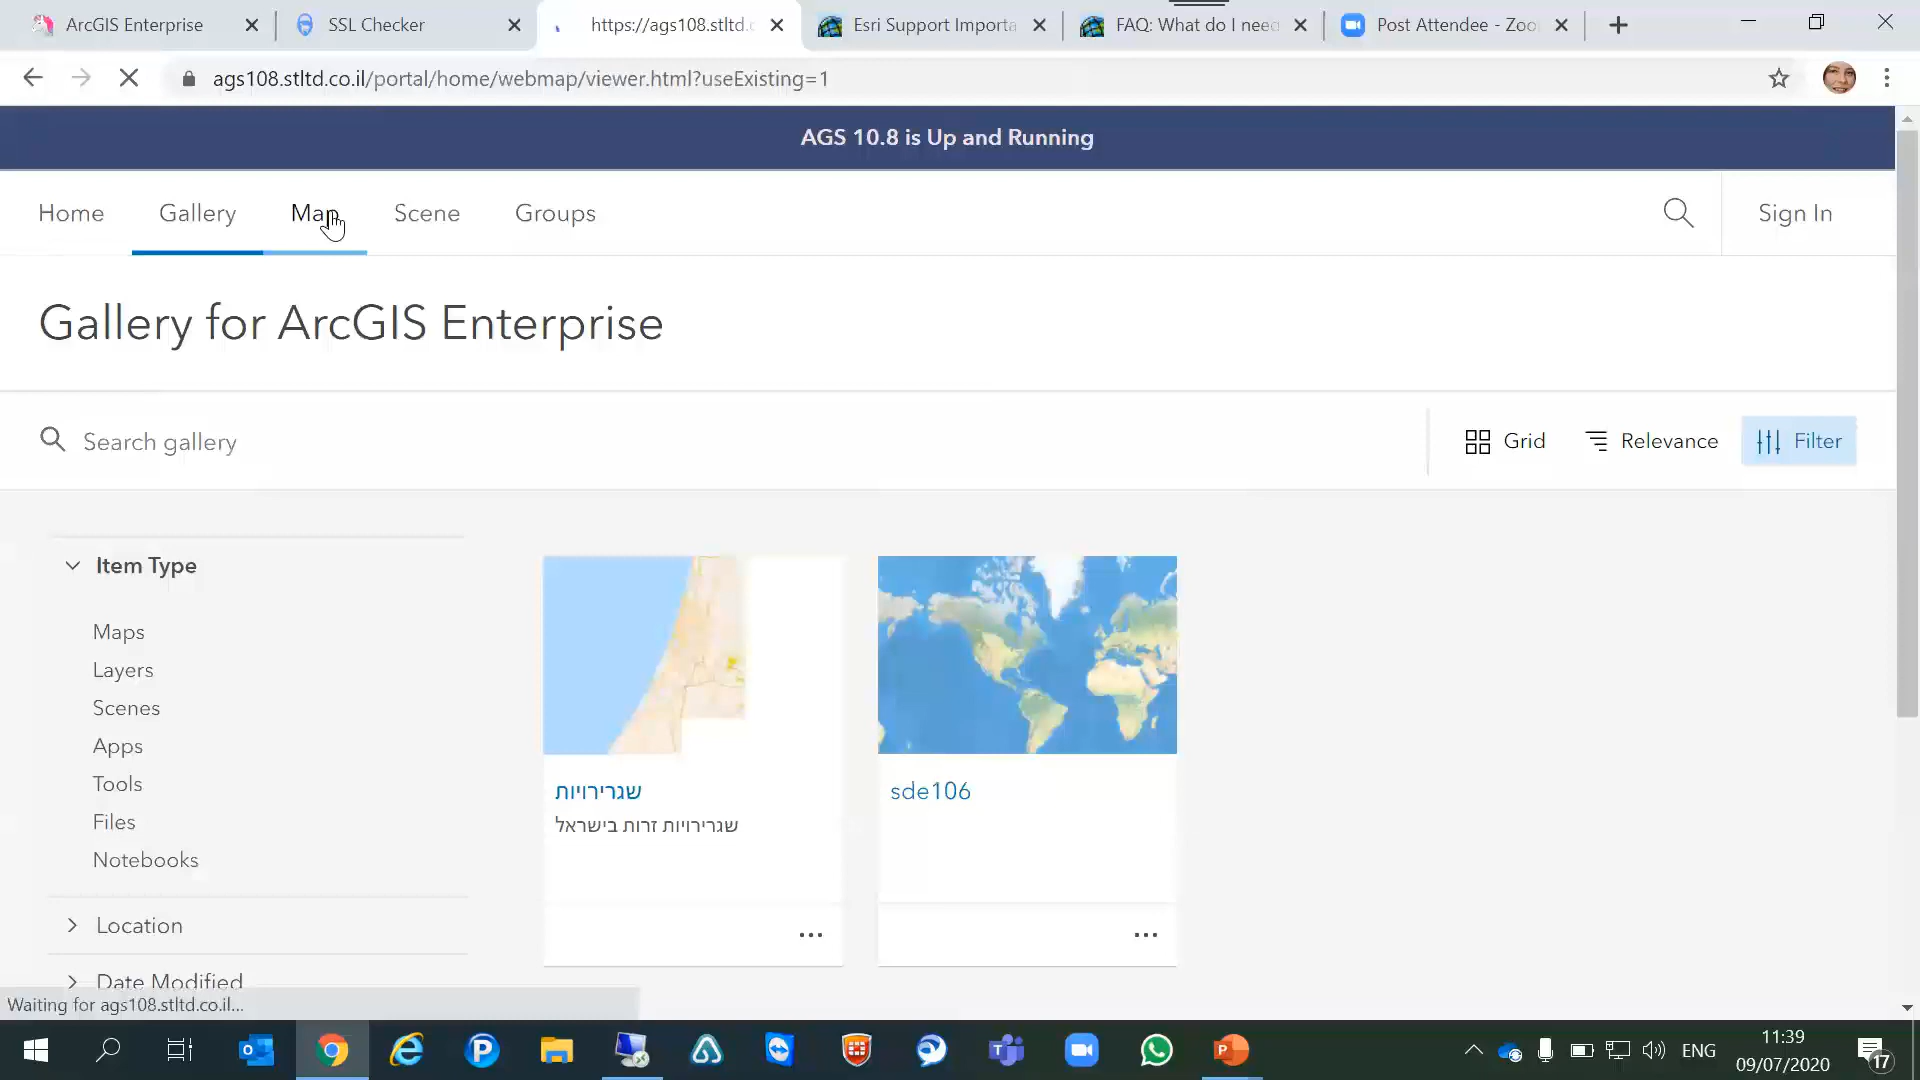 ArcGIS Enterprise
SSL Checker
https://ags108.stltd.c
Esri Support Importa
FAQ: What do I need
Post Attendee - Zoo
ags108.stltd.co.il/portal/home/webmap/viewer.html?useExisting=1
AGS 10.8 is Up and Running
Home
Gallery
Map
Scene
Groups
Sign In
Gallery for ArcGIS Enterprise
Search gallery
Grid
Relevance
Filter
Item Type
Maps
Layers
Scenes
Apps
Tools
Files
Notebooks
Location
Date Modified
שגרירויות
שגרירויות זרות בישראל
sde106
Waiting for ags108.stltd.co.il...
ENG
11:39
09/07/2020
17